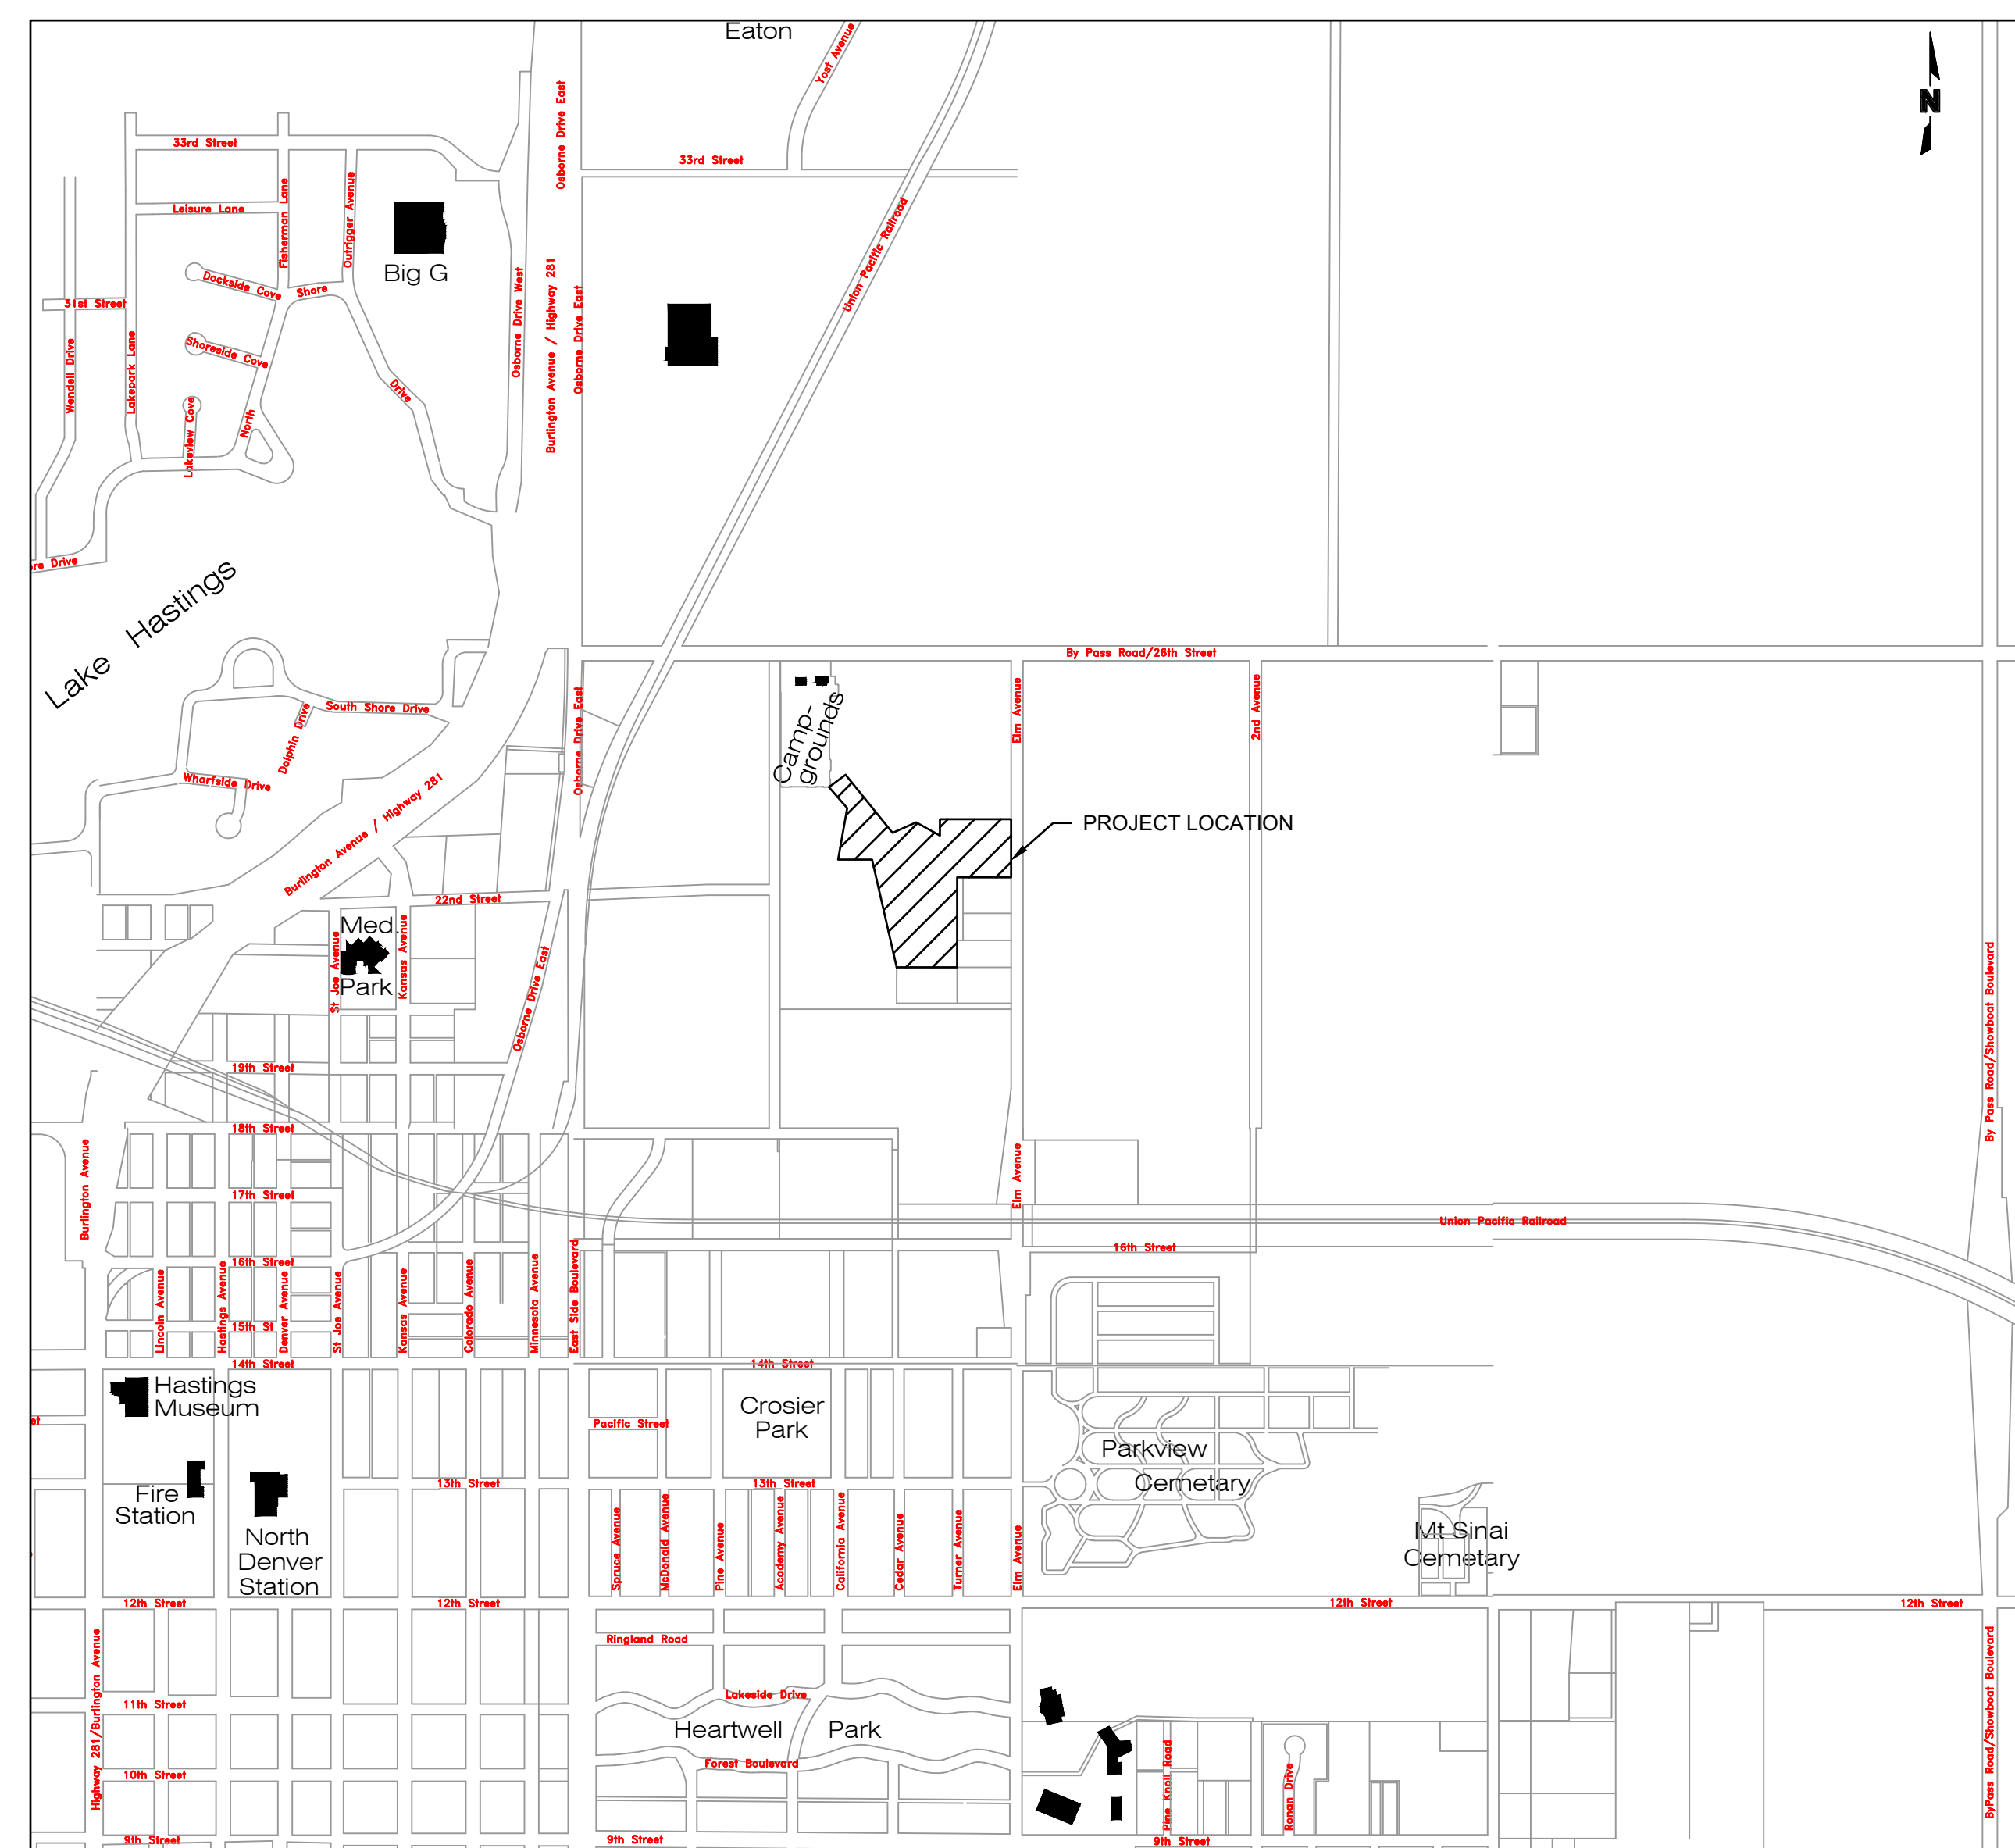 Eaton
Yost Avenue
N
Osborne Drive East
33rd Street
33rd Street
Leisure Lane
Fisherman Lane
Outrigger Avenue
Big G
Union Pacific Railroad
Dockside Cove
Shore
31st Street
Osborne Drive West
Burlington Avenue / Highway 281
Osborne Drive East
Shoreside Cove
Wendell Drive
Lakepark Lane
Drive
Lakeview Cove
North
re Drive
Lake Hastings
By Pass Road/26th Street
South Shore Drive
Dolphin Drive
Osborne Drive East
Camp-
grounds
Elm Avenue
2nd Avenue
Wharfside Drive
Burlington Avenue / Highway 281
PROJECT LOCATION
22nd Street
Med.
Park
St Joe Avenue
Kansas Avenue
Osborne Drive East
By Pass Road/Showboat Boulevard
19th Street
18th Street
Burlington Avenue
17th Street
Elm Avenue
Union Pacific Railroad
16th Street
16th Street
Lincoln Avenue
Hastings Avenue
15th St
Denver Avenue
St Joe Avenue
Kansas Avenue
Colorado Avenue
Minnesota Avenue
East Side Boulevard
14th Street
14th Street
Hastings
Museum
Crosier
Park
et
Pacific Street
Parkview
Cemetary
13th Street
13th Street
Fire
Station
North
Denver
Station
Spruce Avenue
McDonald Avenue
Pine Avenue
Academy Avenue
California Avenue
Cedar Avenue
Turner Avenue
Elm Avenue
Mt Sinai
Cemetary
12th Street
12th Street
12th Street
12th Street
Ringland Road
Highway 281/Burlington Avenue
11th Street
Lakeside Drive
Heartwell Park
Forest Boulevard
10th Street
Pine Knoll Road
Ronan Drive
ByPass Road/Showboat Boulevard
9th Street
9th Street
9th Street